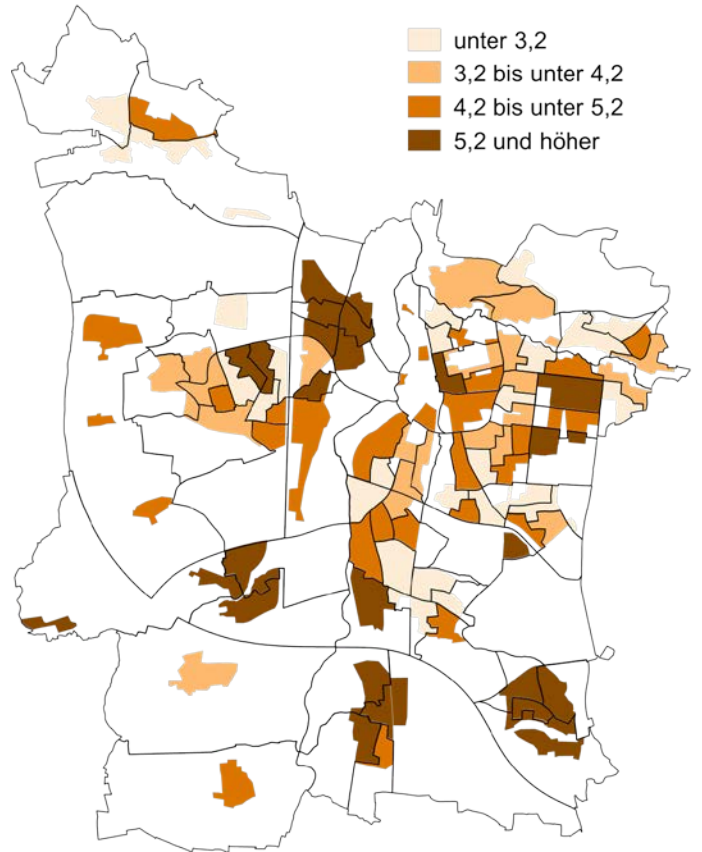 unter 3,2
3,2 bis unter 4,2
4,2 bis unter 5,2
5,2 und höher